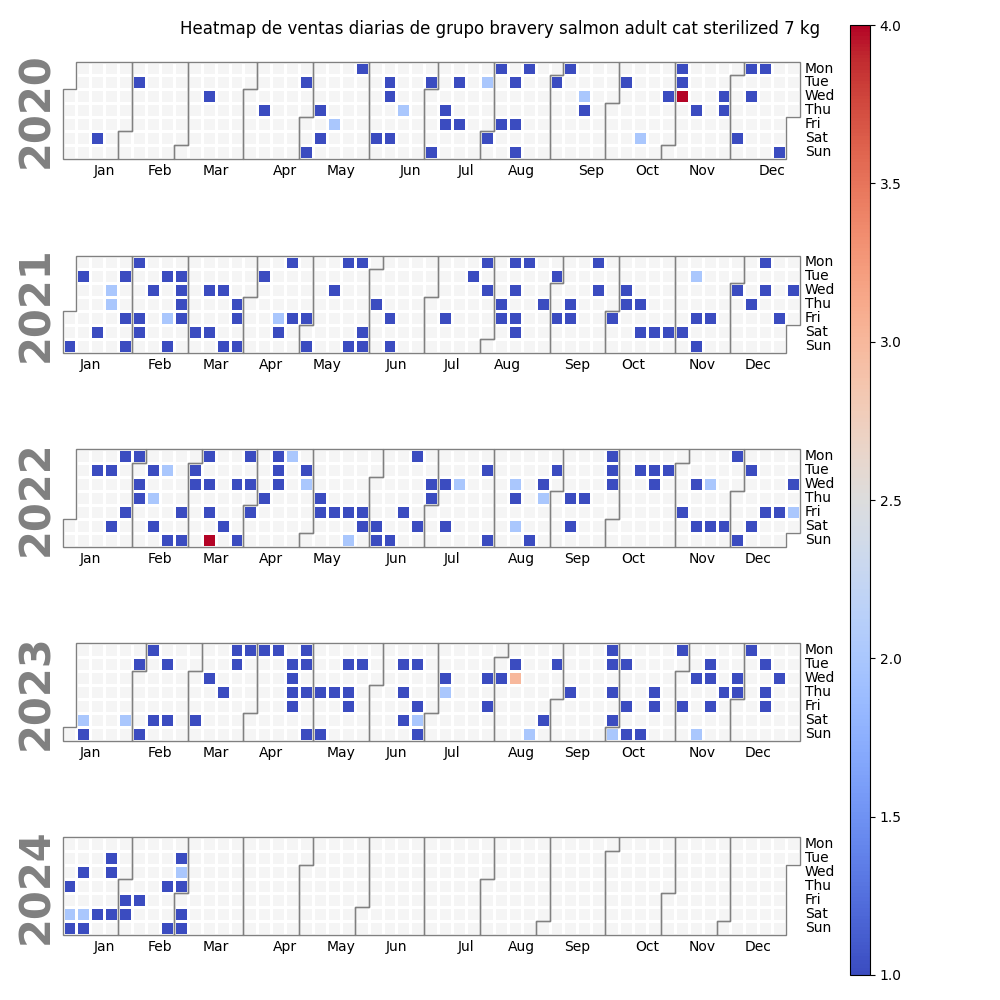 Heatmap de ventas diarias de grupo bravery salmon adult cat sterilized 7 kg
2020
Mon
Tue
Wed
Thu
Fri
Sat
Sun
Jan Feb Mar Apr May Jun Jul Aug Sep Oct Nov Dec
2021
Mon
Tue
Wed
Thu
Fri
Sat
Sun
Jan Feb Mar Apr May Jun Jul Aug Sep Oct Nov Dec
2022
Mon
Tue
Wed
Thu
Fri
Sat
Sun
Jan Feb Mar Apr May Jun Jul Aug Sep Oct Nov Dec
2023
Mon
Tue
Wed
Thu
Fri
Sat
Sun
Jan Feb Mar Apr May Jun Jul Aug Sep Oct Nov Dec
2024
Mon
Tue
Wed
Thu
Fri
Sat
Sun
Jan Feb Mar Apr May Jun Jul Aug Sep Oct Nov Dec
4.0
3.5
3.0
2.5
2.0
1.5
1.0